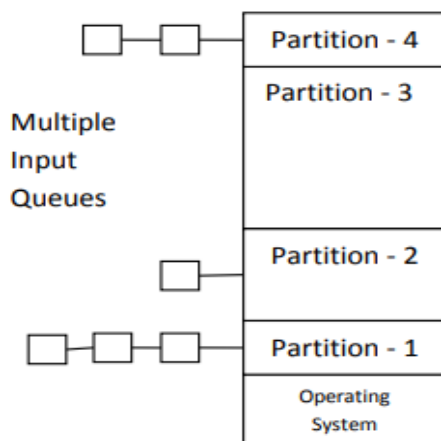 Partition - 4
Partition - 3
Multiple
Input
Queues
Partition - 2
Partition - 1
Operating
System